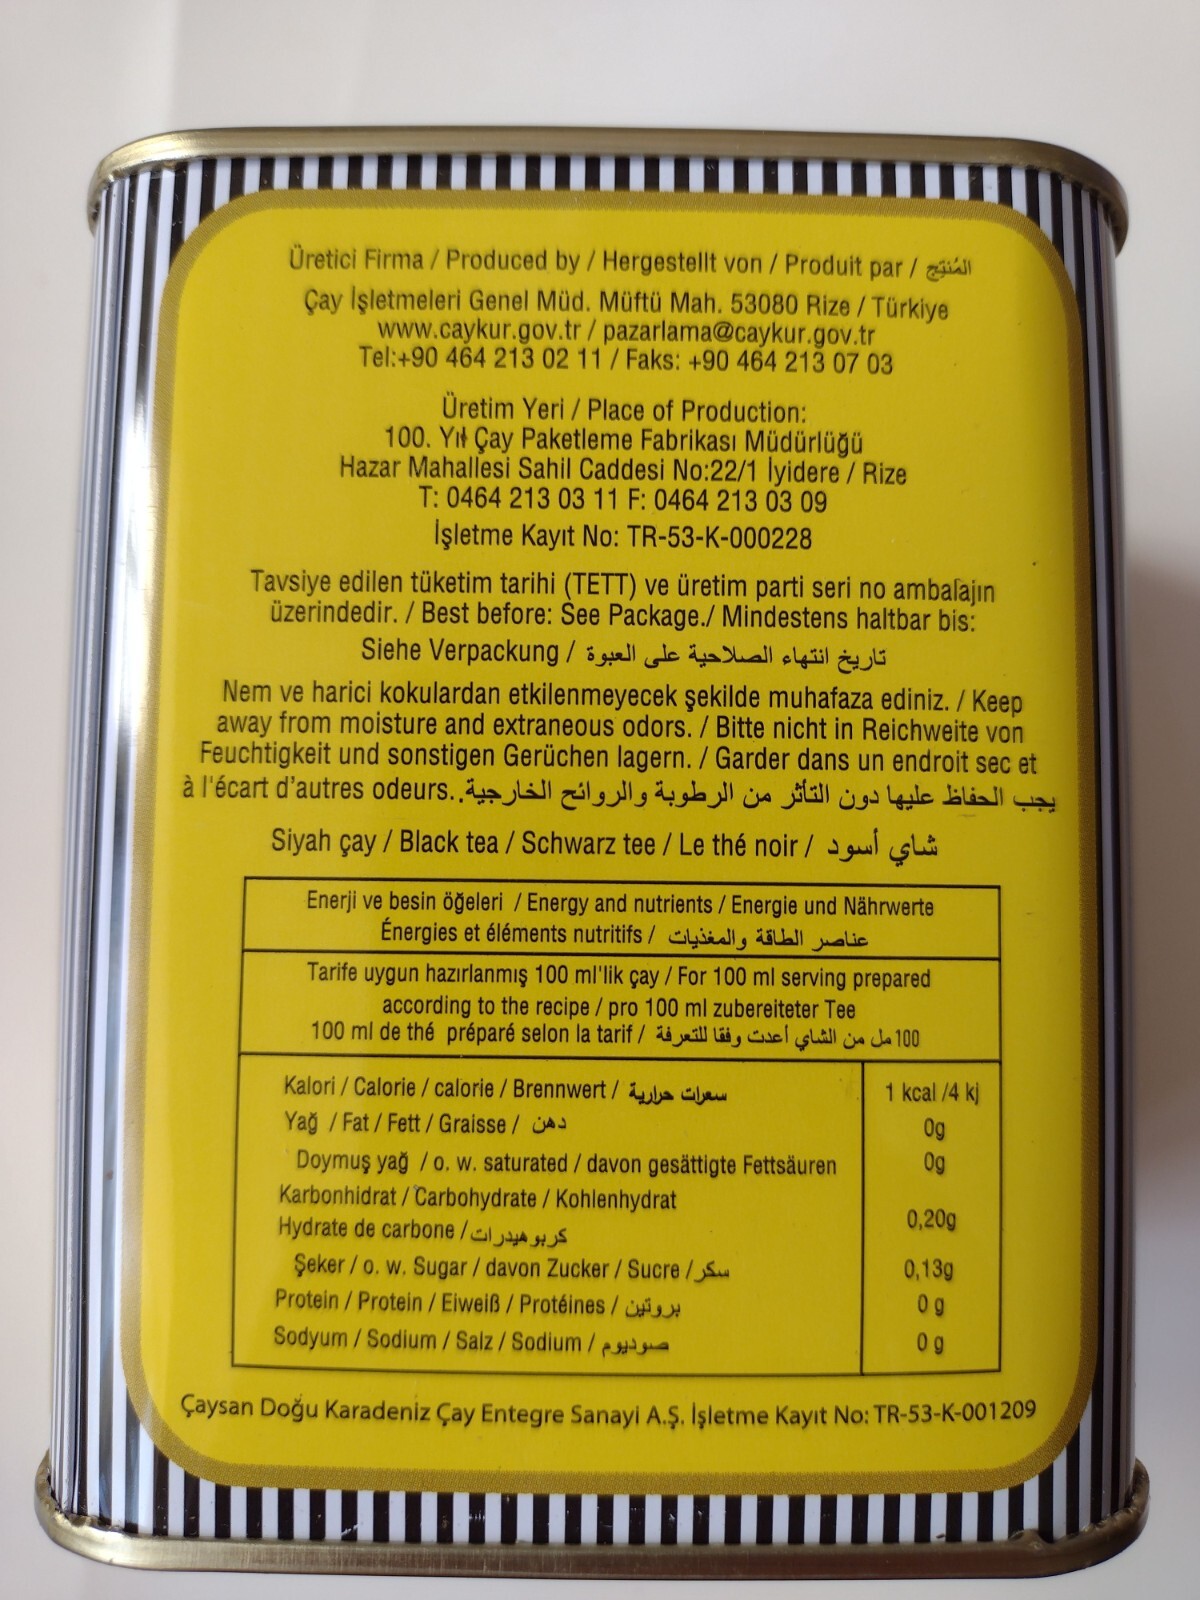 Üretici Firma / Produced by / Hergestellt von / Produit par / المُنتِج
Çay İşletmeleri Genel Müd. Müftü Mah. 53080 Rize / Türkiye
www.caykur.gov.tr / pazarlama@caykur.gov.tr
Tel:+90 464 213 02 11 / Faks: +90 464 213 07 03
Üretim Yeri / Place of Production:
100. Yıl Çay Paketleme Fabrikası Müdürlüğü
Hazar Mahallesi Sahil Caddesi No:22/1 İyidere / Rize
T: 0464 213 03 11 F: 0464 213 03 09
İşletme Kayıt No: TR-53-K-000228
Tavsiye edilen tüketim tarihi (TETT) ve üretim parti seri no ambalajın
üzerindedir. / Best before: See Package./ Mindestens haltbar bis:
Siehe Verpackung / تاريخ انتهاء الصلاحية على العبوة
Nem ve harici kokulardan etkilenmeyecek şekilde muhafaza ediniz. / Keep
away from moisture and extraneous odors. / Bitte nicht in Reichweite von
Feuchtigkeit und sonstigen Gerüchen lagern. / Garder dans un endroit sec et
à l'écart d'autres odeurs..يجب الحفاظ عليها دون التأثر من الرطوبة والروائح الخارجية
Siyah çay / Black tea / Schwarz tee / Le thé noir / شاي أسود
Enerji ve besin öğeleri / Energy and nutrients / Energie und Nährwerte
Énergies et éléments nutritifs / عناصر الطاقة والمغذيات
Tarife uygun hazırlanmış 100 ml'lik çay / For 100 ml serving prepared
according to the recipe / pro 100 ml zubereiteter Tee
100 ml de thé préparé selon la tarif / 100 مل من الشاي أعدت وفقا للتعرفة
Kalori / Calorie / calorie / Brennwert / سعرات حرارية 1 kcal /4 kj
Yağ / Fat / Fett / Graisse / دهن 0g
Doymuş yağ / o. w. saturated / davon gesättigte Fettsäuren 0g
Karbonhidrat / Carbohydrate / Kohlenhydrat
Hydrate de carbone / كربوهيدرات 0,20g
Şeker / o. w. Sugar / davon Zucker / Sucre / سكر 0,13g
Protein / Protein / Eiweiß / Protéines / بروتين 0 g
Sodyum / Sodium / Salz / Sodium / صوديوم 0 g
Çaysan Doğu Karadeniz Çay Entegre Sanayi A.Ş. İşletme Kayıt No: TR-53-K-001209